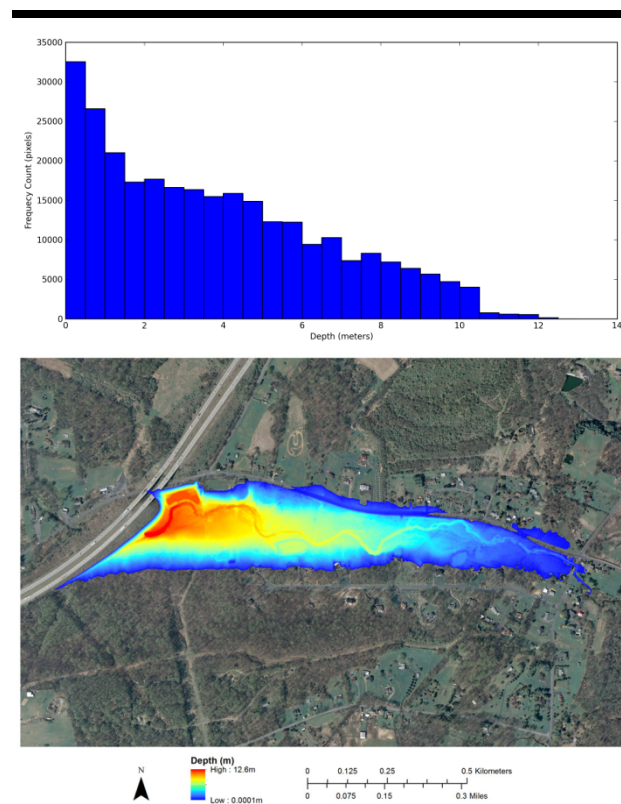 35000
30000
25000
20000
15000
10000
5000
0
Frequecy Count (pixels)
0 2 4 6 8 10 12 14
Depth (meters)
N
Depth (m)
High : 12.6m
Low : 0.0001m
0 0.125 0.25 0.5 Kilometers
0 0.075 0.15 0.3 Miles